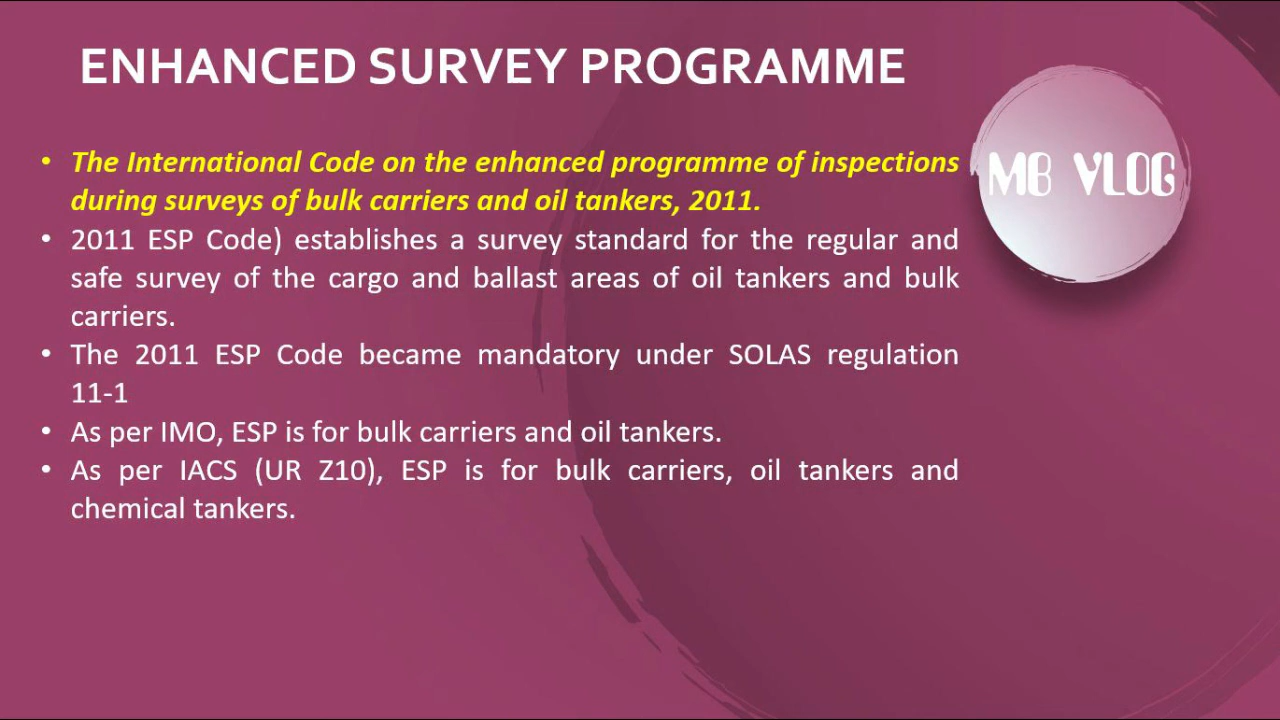 ENHANCED SURVEY PROGRAMME
MB VLOG
• The International Code on the enhanced programme of inspections
during surveys of bulk carriers and oil tankers, 2011.
• 2011 ESP Code) establishes a survey standard for the regular and
safe survey of the cargo and ballast areas of oil tankers and bulk
carriers.
• The 2011 ESP Code became mandatory under SOLAS regulation
11-1
• As per IMO, ESP is for bulk carriers and oil tankers.
• As per IACS (UR Z10), ESP is for bulk carriers, oil tankers and
chemical tankers.